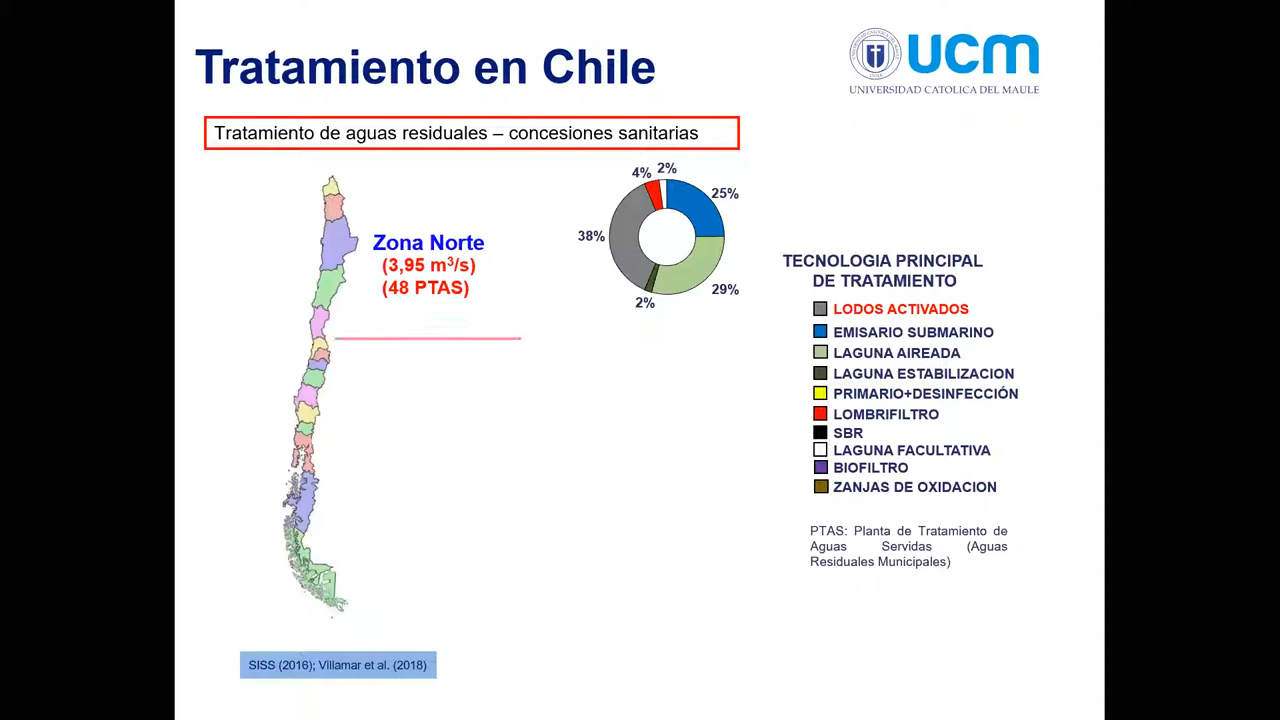 Tratamiento en Chile
ucm
UNIVERSIDAD CATOLICA DEL MAULE
Tratamiento de aguas residuales – concesiones sanitarias
Zona Norte
(3,95 m³/s)
(48 PTAS)
4%
2%
25%
38%
29%
2%
TECNOLOGIA PRINCIPAL
DE TRATAMIENTO
LODOS ACTIVADOS
EMISARIO SUBMARINO
LAGUNA AIREADA
LAGUNA ESTABILIZACION
PRIMARIO+DESINFECCIÓN
LOMBRIFILTRO
SBR
LAGUNA FACULTATIVA
BIOFILTRO
ZANJAS DE OXIDACION
PTAS: Planta de Tratamiento de
Aguas Servidas (Aguas
Residuales Municipales)
SISS (2016); Villamar et al. (2018)